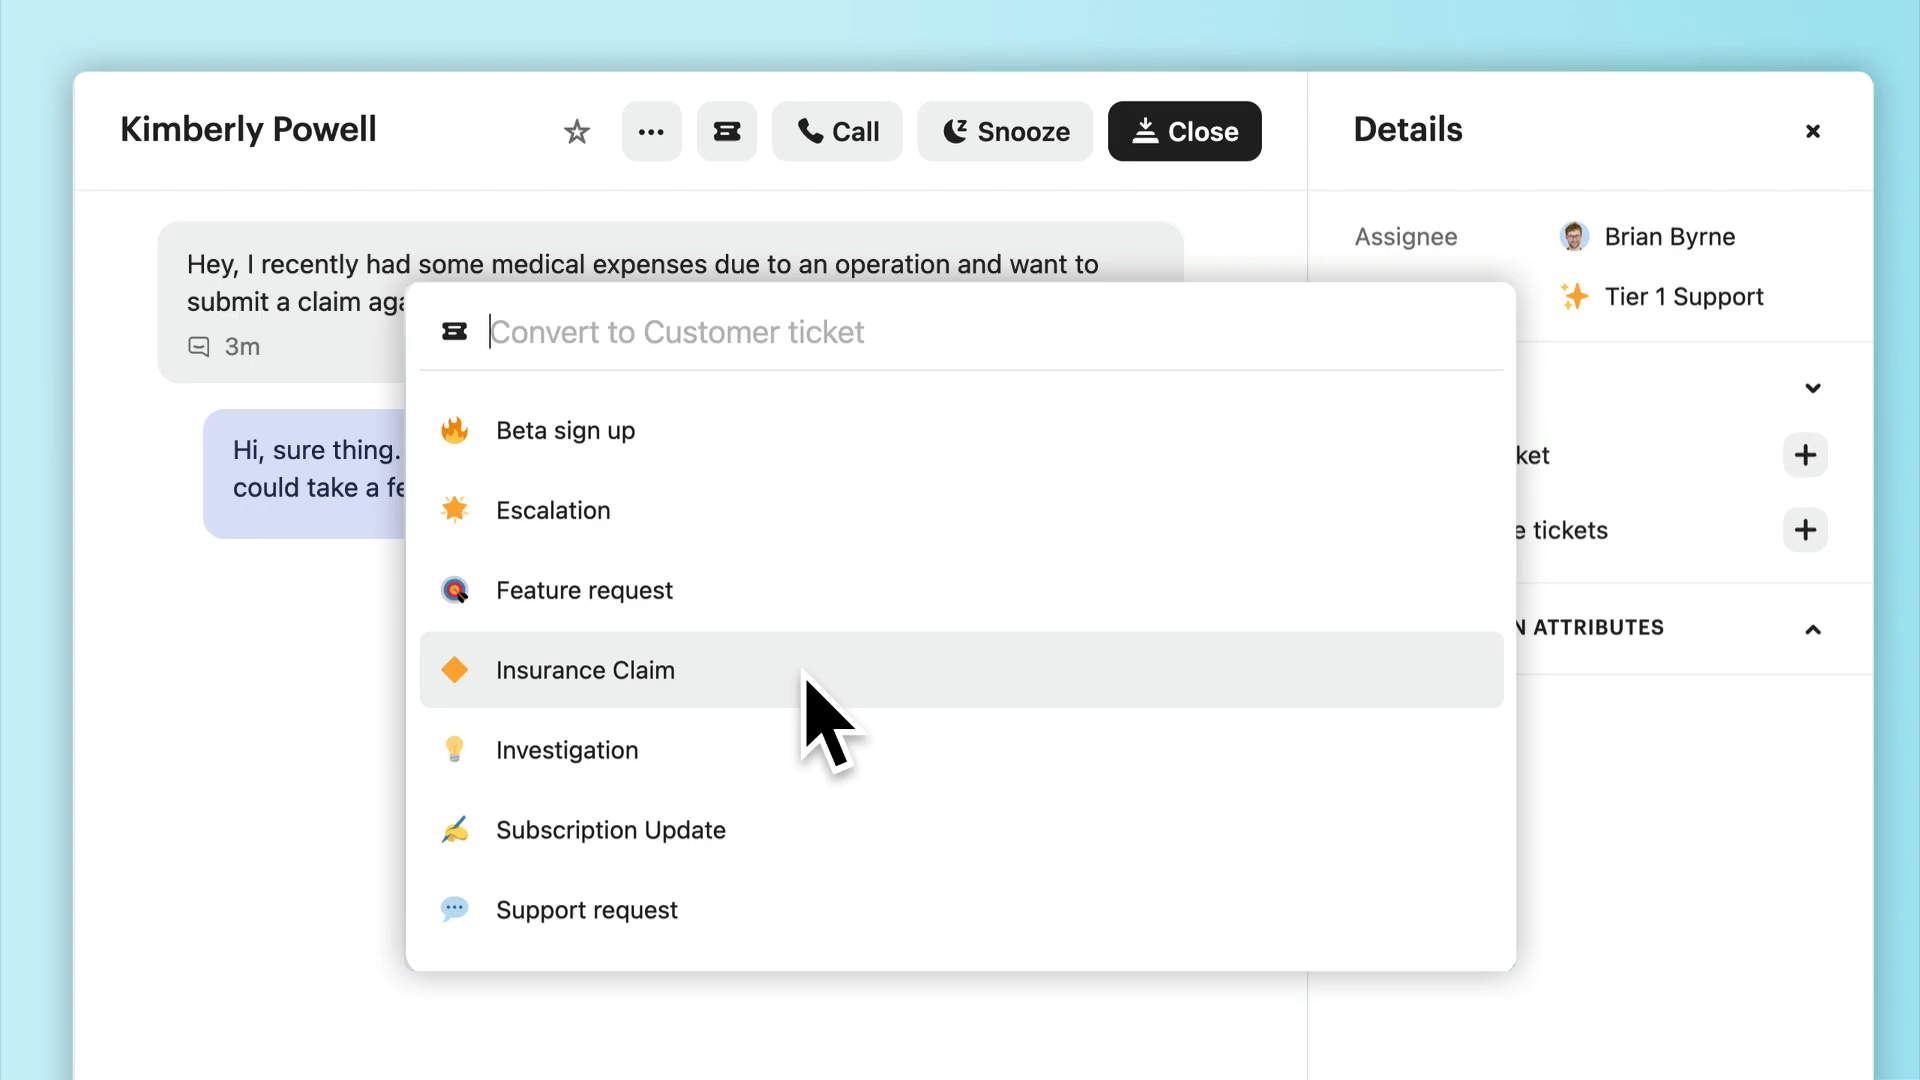 Kimberly Powell
Call
Snooze
Close
Details
Hey, I recently had some medical expenses due to an operation and want to
submit a claim aga
3m
Assignee
Brian Byrne
Tier 1 Support
Convert to Customer ticket
Hi, sure thing.
could take a fe
Beta sign up
Escalation
Feature request
Insurance Claim
Investigation
Subscription Update
Support request
ket
e tickets
N ATTRIBUTES